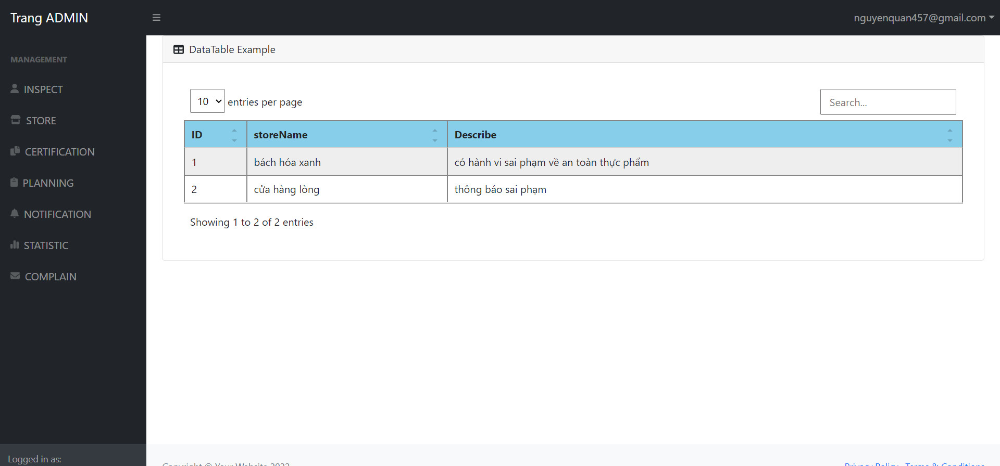 Trang ADMIN
nguyenquan457@gmail.com
MANAGEMENT
INSPECT
STORE
CERTIFICATION
PLANNING
NOTIFICATION
STATISTIC
COMPLAIN
Logged in as:
DataTable Example
10 entries per page
Search...
ID storeName Describe
1 bách hóa xanh có hành vi sai phạm về an toàn thực phẩm
2 cửa hàng lòng thông báo sai phạm
Showing 1 to 2 of 2 entries
Copyright © Your Website 2022 Privacy Policy · Terms & Conditions